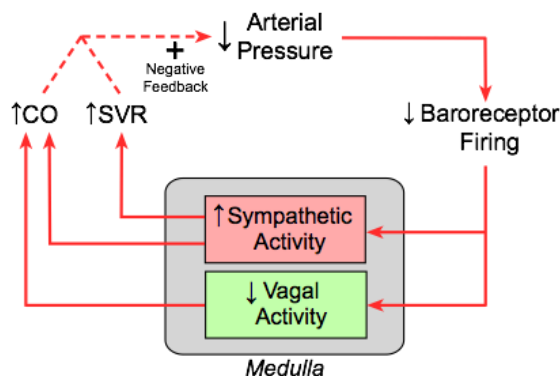 ↓ Arterial
Pressure
+
Negative
Feedback
↑CO
↑SVR
↓ Baroreceptor
Firing
↑ Sympathetic
Activity
↓ Vagal
Activity
Medulla